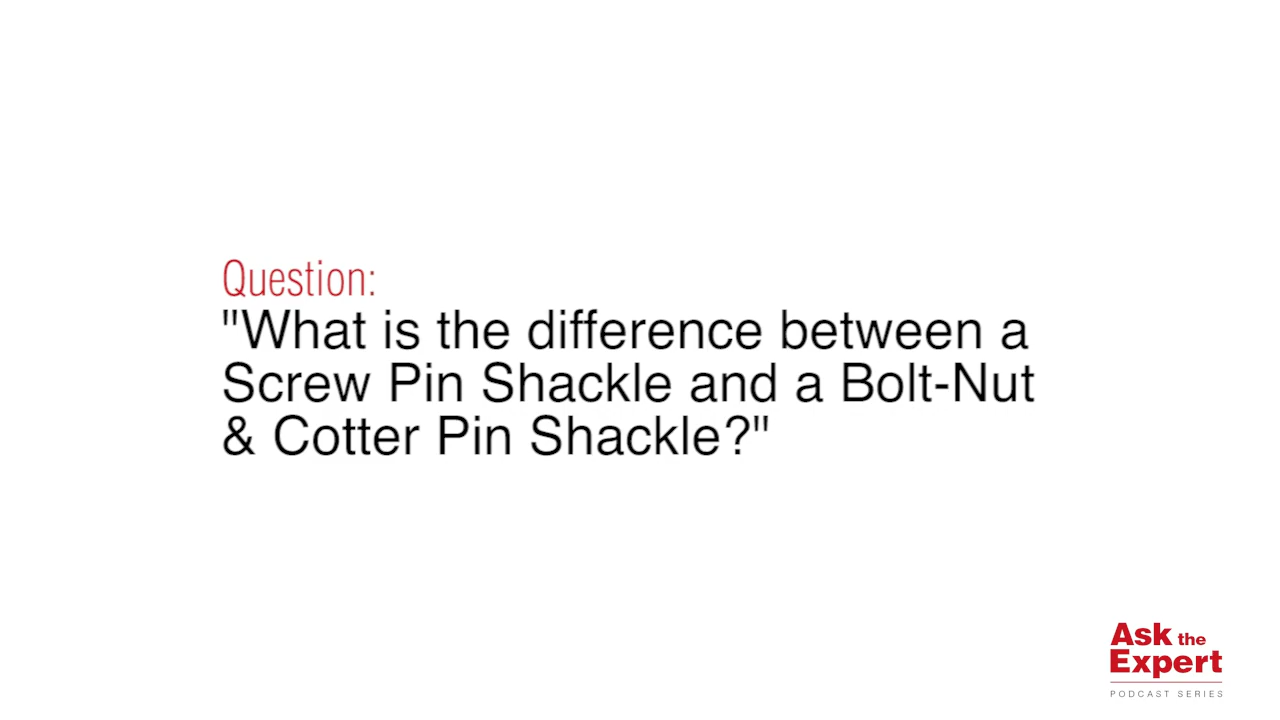 Question:
"What is the difference between a
Screw Pin Shackle and a Bolt-Nut
& Cotter Pin Shackle?"
Ask the
Expert
PODCAST SERIES